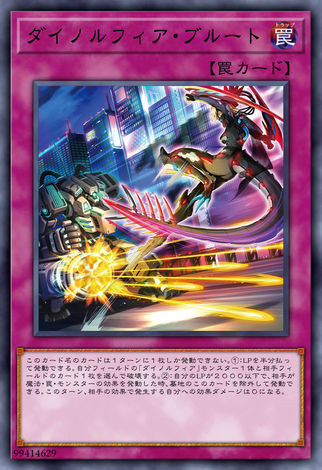 ダイノルフィア・ブルート
トラップ
罠
【罠カード】
このカード名のカードは1ターンに1枚しか発動できない。①:LPを半分払っ
て発動できる。自分フィールドの「ダイノルフィア」モンスター1体と相手フィ
ールドのカード1枚を選んで破壊する。②:自分のLPが2000以下で、相手が
魔法・罠・モンスターの効果を発動した時、墓地のこのカードを除外して発動で
きる。このターン、相手の効果で発生する自分への効果ダメージは0になる。
99414629